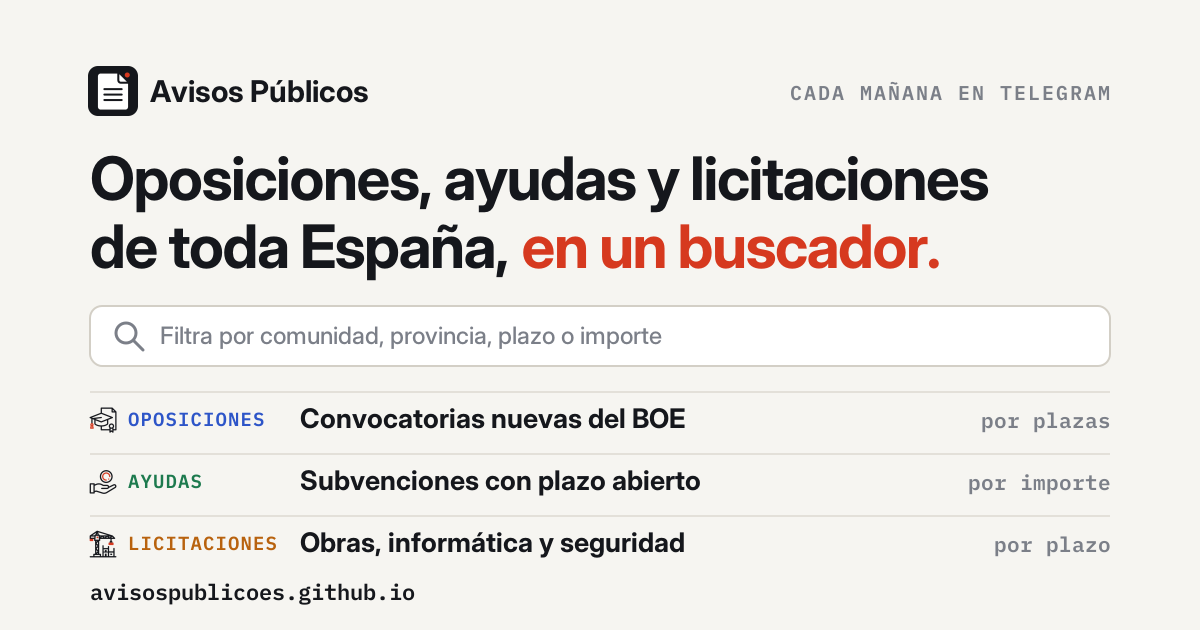 Avisos Públicos
CADA MAÑANA EN TELEGRAM
Oposiciones, ayudas y licitaciones
de toda España, en un buscador.
Filtra por comunidad, provincia, plazo o importe
OPOSICIONES Convocatorias nuevas del BOE por plazas
AYUDAS Subvenciones con plazo abierto por importe
LICITACIONES Obras, informática y seguridad por plazo
avisospublicoes.github.io